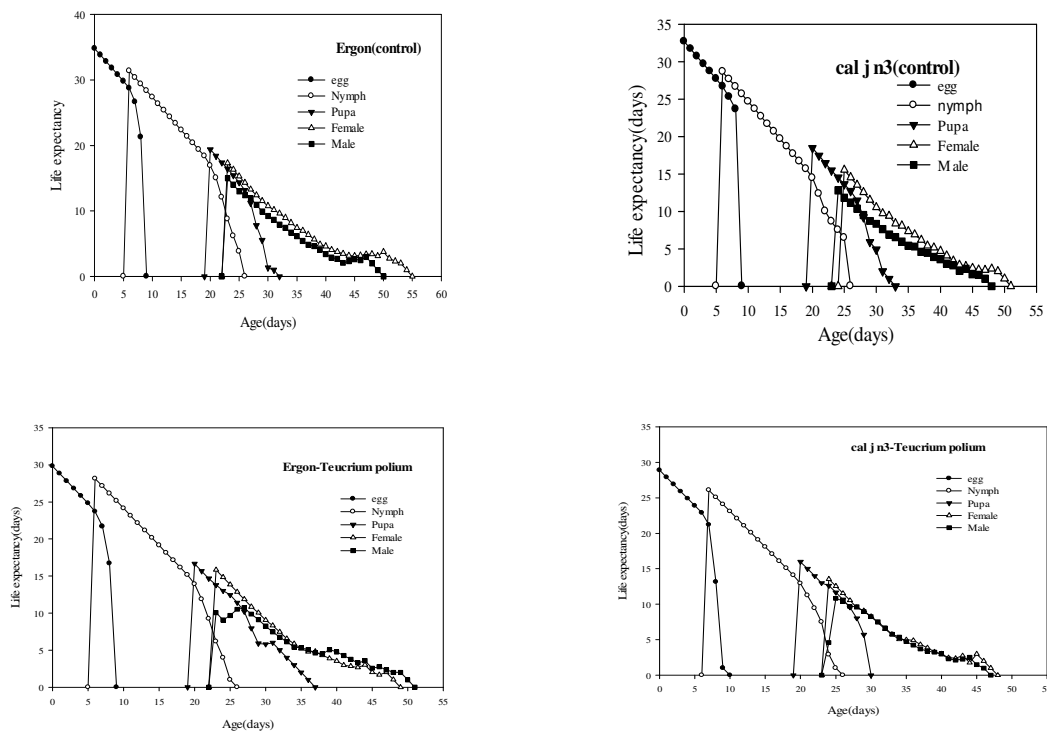 Ergon(control)
egg
Nymph
Pupa
Female
Male
Life expectancy
40
30
20
10
0
0 5 10 15 20 25 30 35 40 45 50 55 60
Age(days)
cal j n3(control)
egg
nymph
Pupa
Female
Male
Life expectancy(days)
35
30
25
20
15
10
5
0
0 5 10 15 20 25 30 35 40 45 50 55
Age(days)
Ergon-Teucrium polium
egg
Nymph
Pupa
Female
Male
Life expectancy(days)
35
30
25
20
15
10
5
0
0 5 10 15 20 25 30 35 40 45 50 55
Age(days)
cal j n3-Teucrium polium
egg
Nymph
Pupa
Female
Male
Life expectancy(days)
35
30
25
20
15
10
5
0
0 5 10 15 20 25 30 35 40 45 50 55
Age(days)